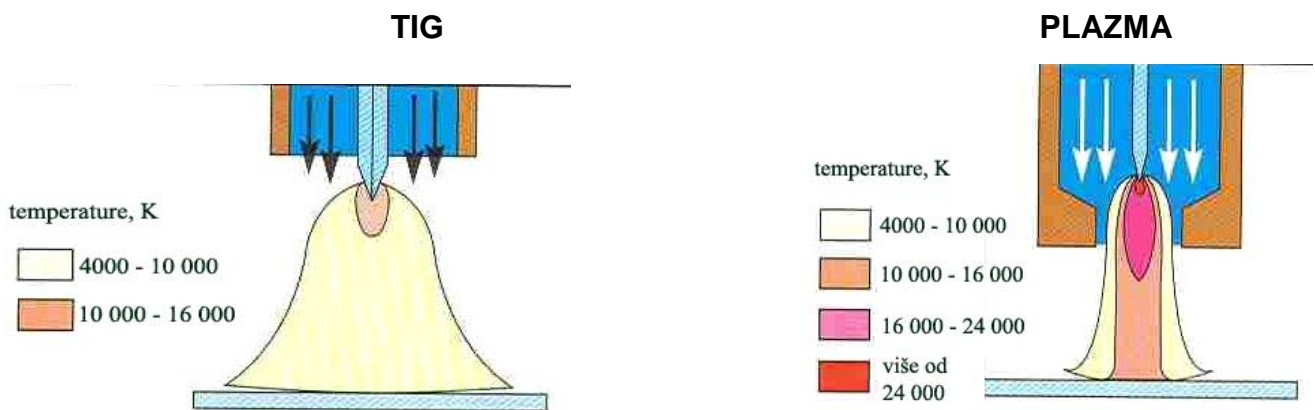 TIG
temperature, K
4000 - 10 000
10 000 - 16 000
PLAZMA
temperature, K
4000 - 10 000
10 000 - 16 000
16 000 - 24 000
više od
24 000